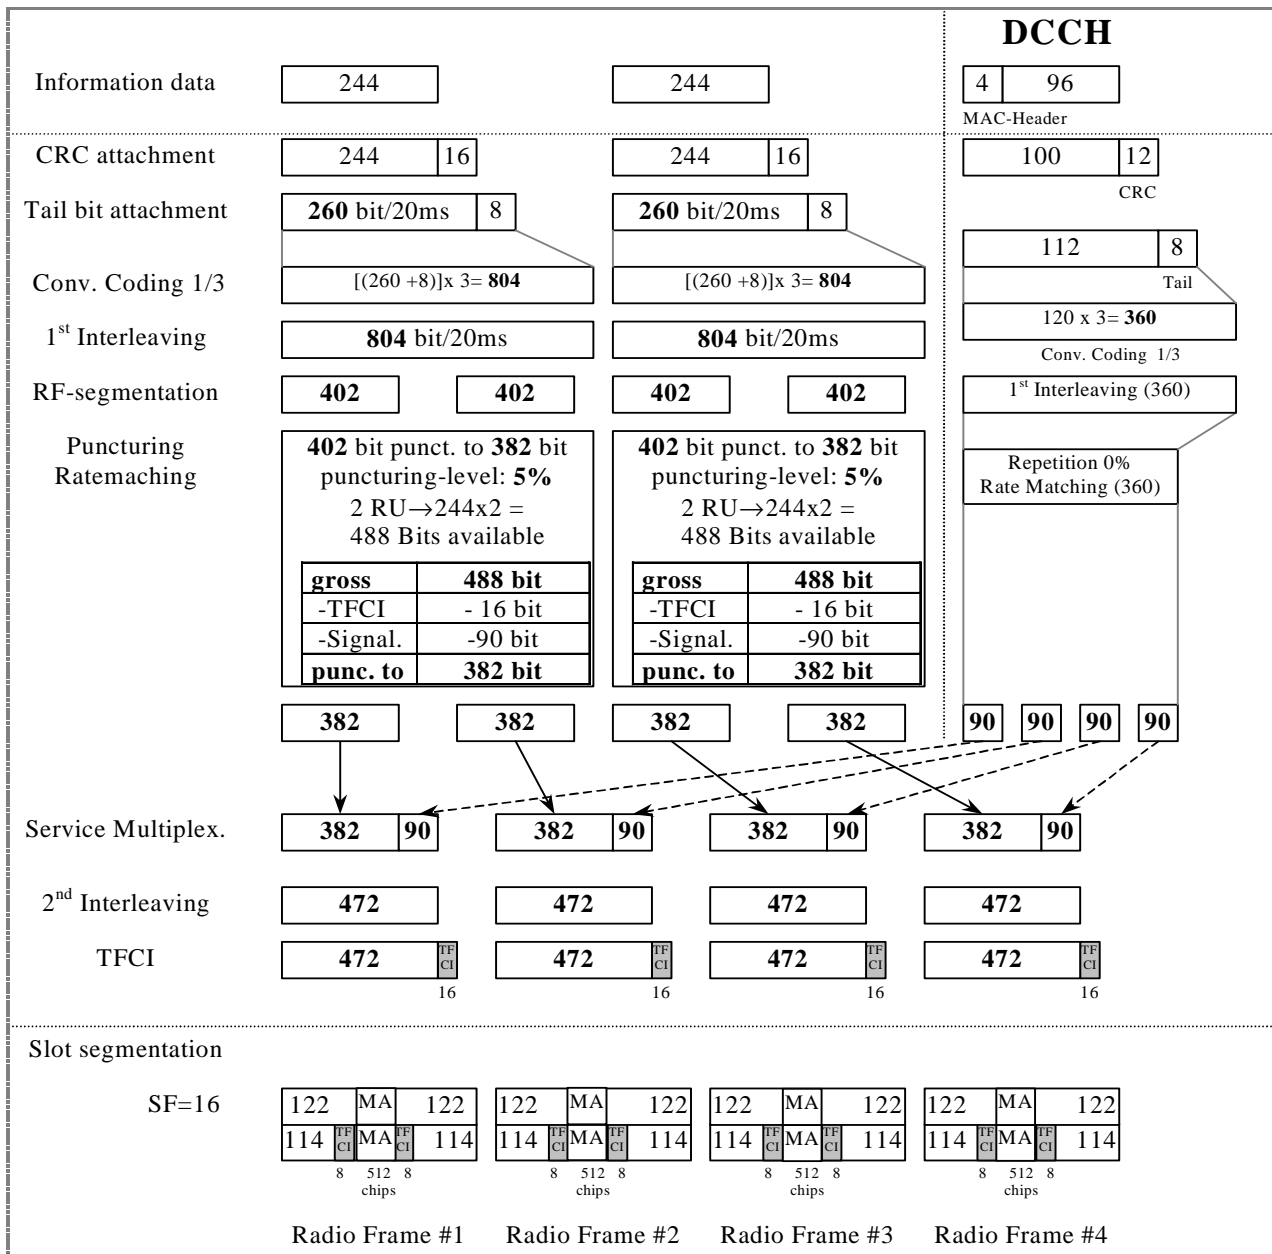 DCCH
Information data 244 244 4 96
MAC-Header
CRC attachment 244 16 244 16 100 12
CRC
Tail bit attachment 260 bit/20ms 8 260 bit/20ms 8
112 8
Tail
Conv. Coding 1/3 [(260 +8)]x 3= 804 [(260 +8)]x 3= 804
120 x 3= 360
Conv. Coding 1/3
1st Interleaving 804 bit/20ms 804 bit/20ms
RF-segmentation 402 402 402 402 1st Interleaving (360)
Puncturing
Ratemaching
402 bit punct. to 382 bit
puncturing-level: 5%
2 RU→244x2 =
488 Bits available
gross 488 bit
-TFCI - 16 bit
-Signal. -90 bit
punc. to 382 bit
402 bit punct. to 382 bit
puncturing-level: 5%
2 RU→244x2 =
488 Bits available
gross 488 bit
-TFCI - 16 bit
-Signal. -90 bit
punc. to 382 bit
Repetition 0%
Rate Matching (360)
382 382 382 382 90 90 90 90
Service Multiplex. 382 90 382 90 382 90 382 90
2nd Interleaving 472 472 472 472
TFCI 472 TF CI 472 TF CI 472 TF CI 472 TF CI
16 16 16 16
Slot segmentation
SF=16 122 MA 122 122 MA 122 122 MA 122 122 MA 122
114 TF CI MA TF CI 114 114 TF CI MA TF CI 114 114 TF CI MA TF CI 114 114 TF CI MA TF CI 114
8 512 8 8 512 8 8 512 8 8 512 8
chips chips chips chips
Radio Frame #1 Radio Frame #2 Radio Frame #3 Radio Frame #4